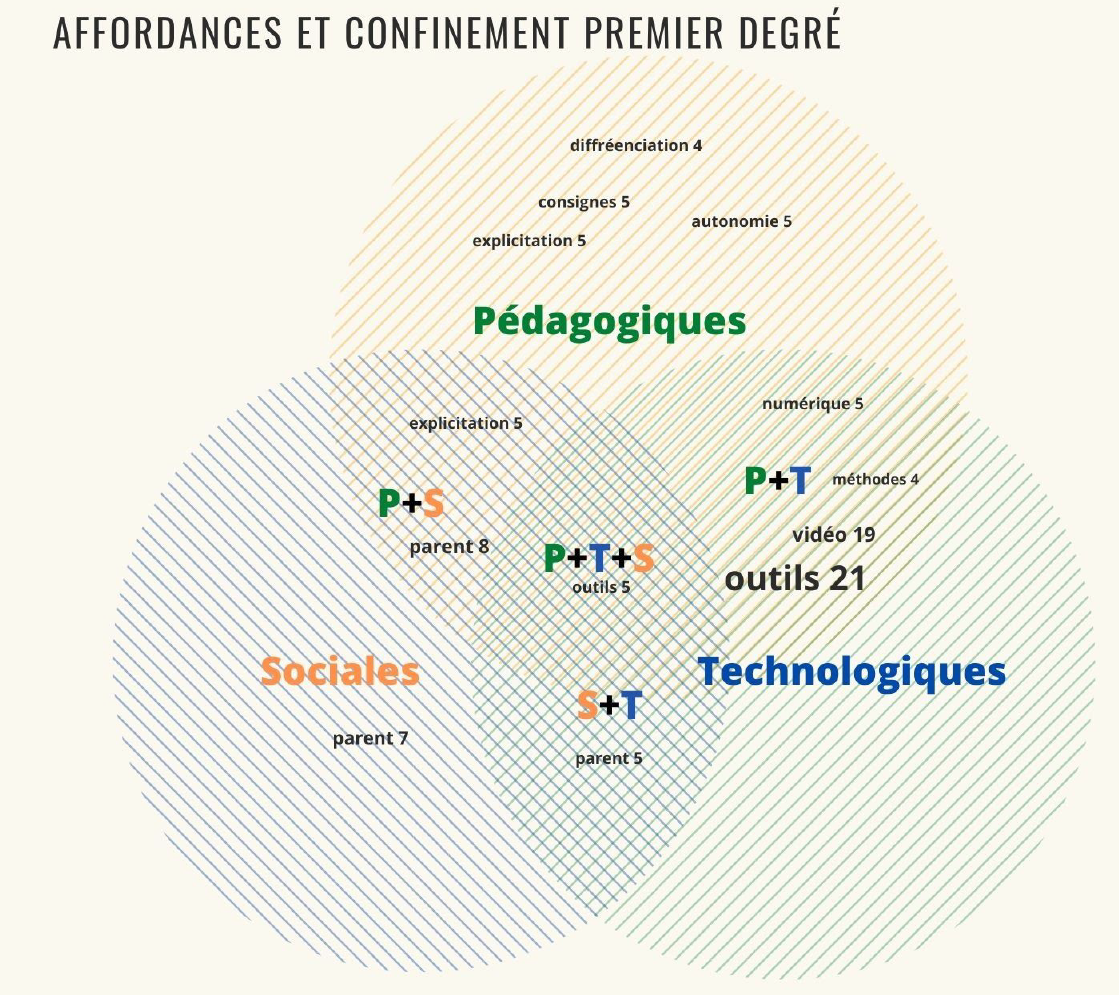 AFFORDANCES ET CONFINEMENT PREMIER DEGRÉ
diffréenciation 4
consignes 5
autonomie 5
explicitation 5
Pédagogiques
numérique 5
explicitation 5
P+T méthodes 4
P+S
vidéo 19
parent 8
P+T+S
outils 21
outils 5
Sociales
Technologiques
S+T
parent 7
parent 5